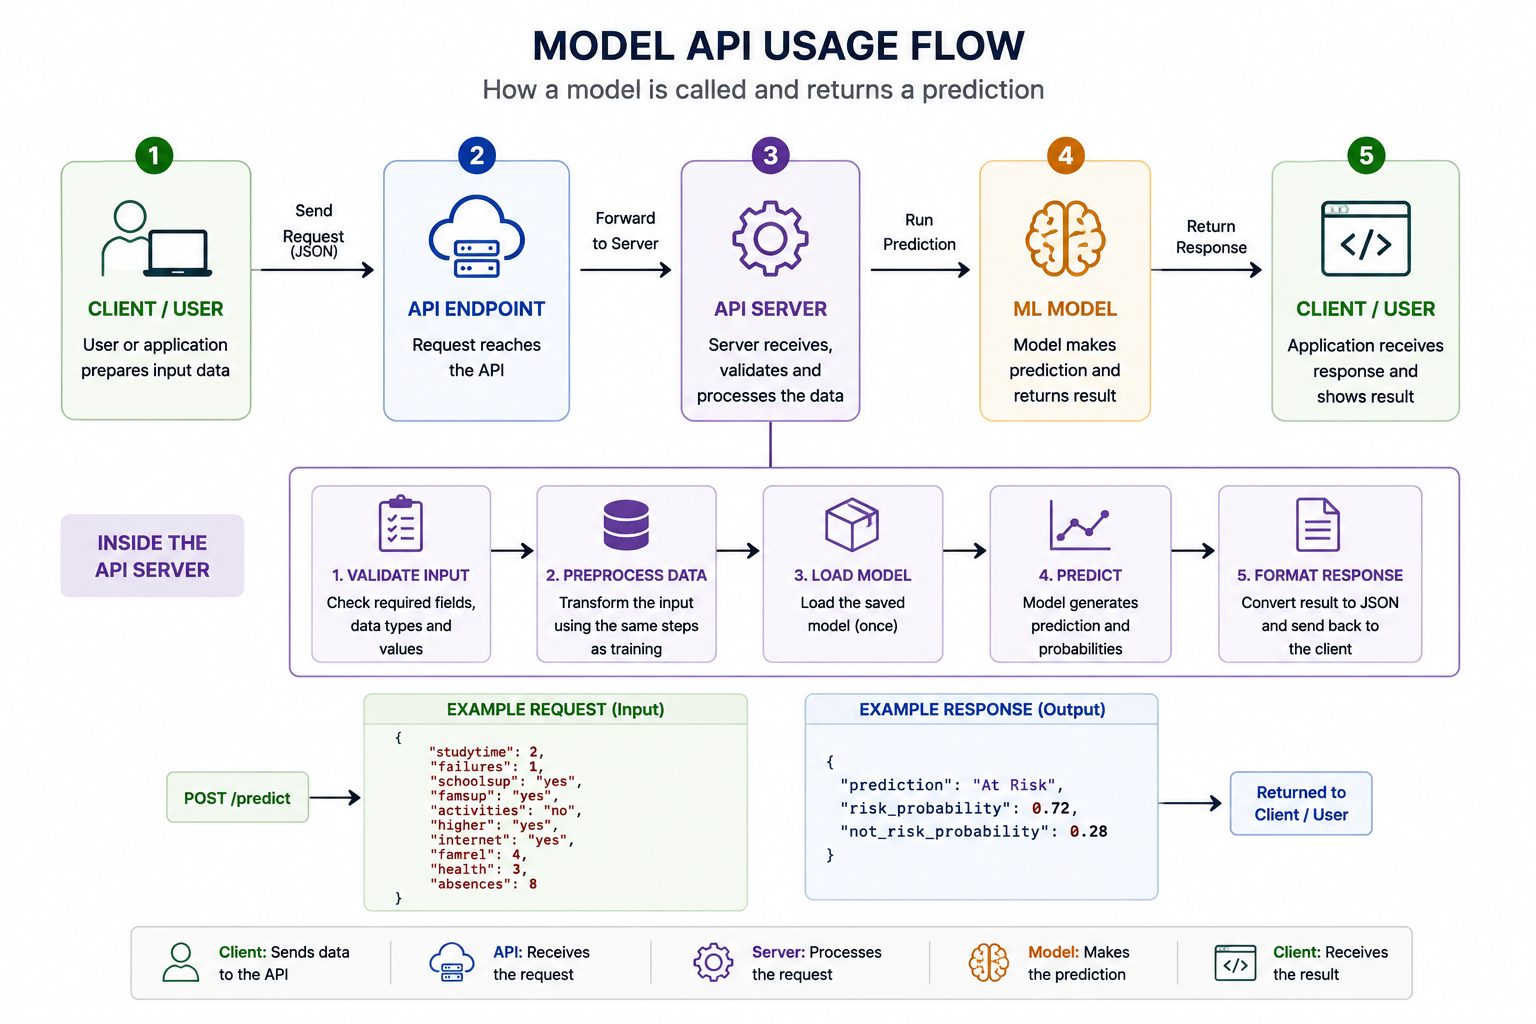 MODEL API USAGE FLOW
How a model is called and returns a prediction
1
2
3
4
5
Send
Request
(JSON)
Forward
to Server
Run
Prediction
Return
Response
CLIENT / USER
User or application
prepares input data
API ENDPOINT
Request reaches
the API
API SERVER
Server receives,
validates and
processes the data
ML MODEL
Model makes
prediction and
returns result
</>
CLIENT / USER
Application receives
response and
shows result
INSIDE THE
API SERVER
1. VALIDATE INPUT
Check required fields,
data types and
values
2. PREPROCESS DATA
Transform the input
using the same steps
as training
3. LOAD MODEL
Load the saved
model (once)
4. PREDICT
Model generates
prediction and
probabilities
5. FORMAT RESPONSE
Convert result to JSON
and send back to
the client
POST /predict
EXAMPLE REQUEST (Input)
{
"studytime": 2,
"failures": 1,
"schoolsup": "yes",
"famsup": "yes",
"activities": "no",
"higher": "yes",
"internet": "yes",
"famrel": 4,
"health": 3,
"absences": 8
}
EXAMPLE RESPONSE (Output)
{
"prediction": "At Risk",
"risk_probability": 0.72,
"not_risk_probability": 0.28
}
Returned to
Client / User
Client: Sends data
to the API
API: Receives
the request
Server: Processes
the request
Model: Makes
the prediction
</>
Client: Receives
the result